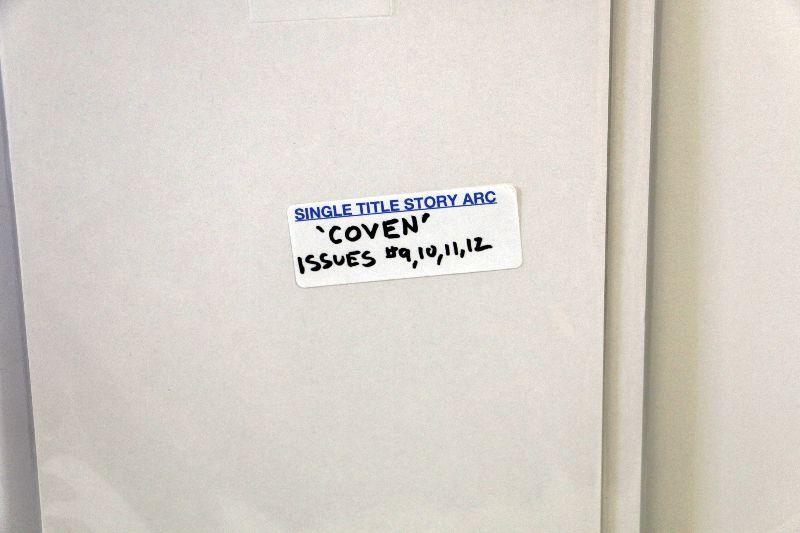 SINGLE TITLE STORY ARC
'COVEN'
ISSUES #9,10,11,12